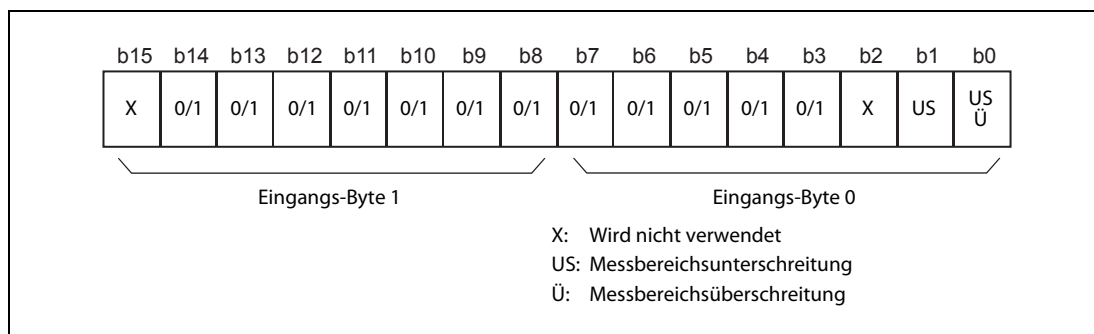 b15 b14 b13 b12 b11 b10 b9 b8 b7 b6 b5 b4 b3 b2 b1 b0
X 0/1 0/1 0/1 0/1 0/1 0/1 0/1 0/1 0/1 0/1 0/1 0/1 X US US
Ü
Eingangs-Byte 1 Eingangs-Byte 0
X: Wird nicht verwendet
US: Messbereichsunterschreitung
Ü: Messbereichsüberschreitung